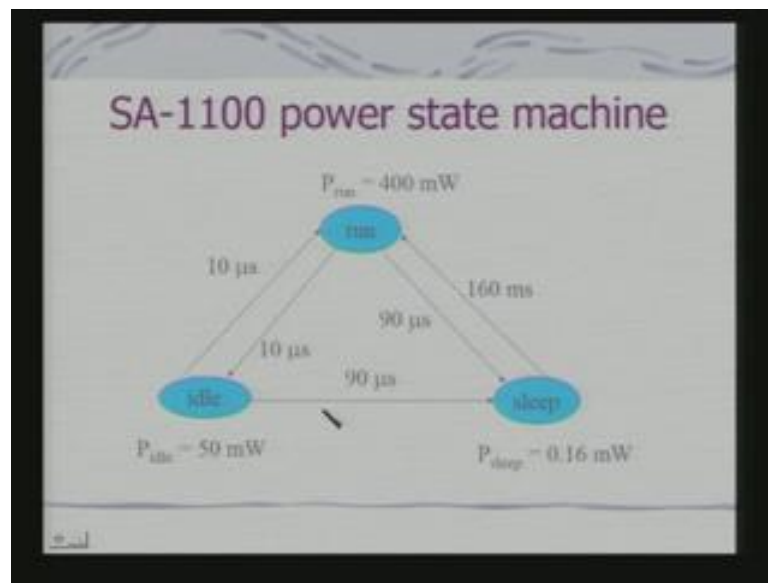 SA-1100 power state machine
P_run = 400 mW
run
10 µs
160 ms
90 µs
10 µs
90 µs
idle
sleep
P_idle = 50 mW
P_sleep = 0.16 mW